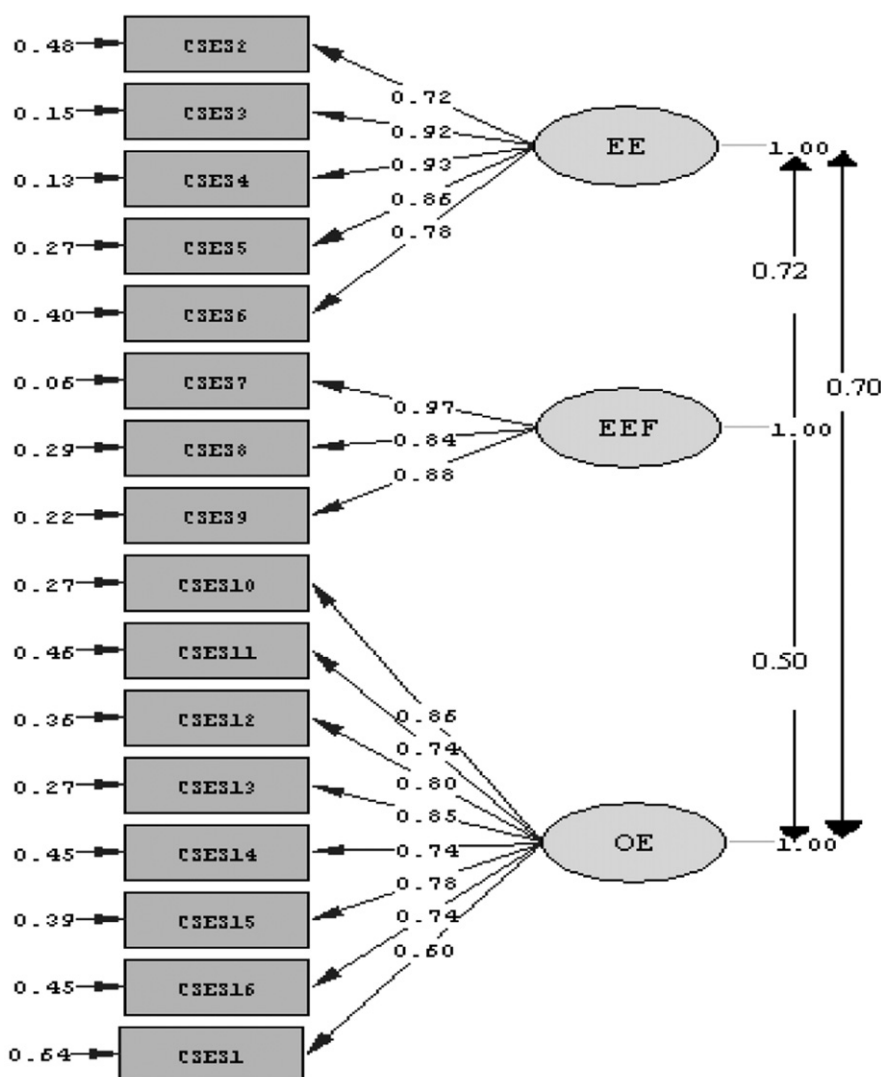 0.48 CSES2
0.72
0.15 CSES3
0.92
EE 1.00
0.13 CSES4
0.93
0.86
0.78
0.27 CSES5
0.72
0.40 CSES6
0.06 CSES7
0.70
0.97
0.29 CSES8
0.84
EEF 1.00
0.88
0.22 CSES9
0.27 CSES10
0.46 CSES11
0.50
0.36 CSES12
0.86
0.74
0.80
0.27 CSES13
0.85
0.45 CSES14
0.74
OE 1.00
0.78
0.39 CSES15
0.74
0.60
0.45 CSES16
0.64 CSES1